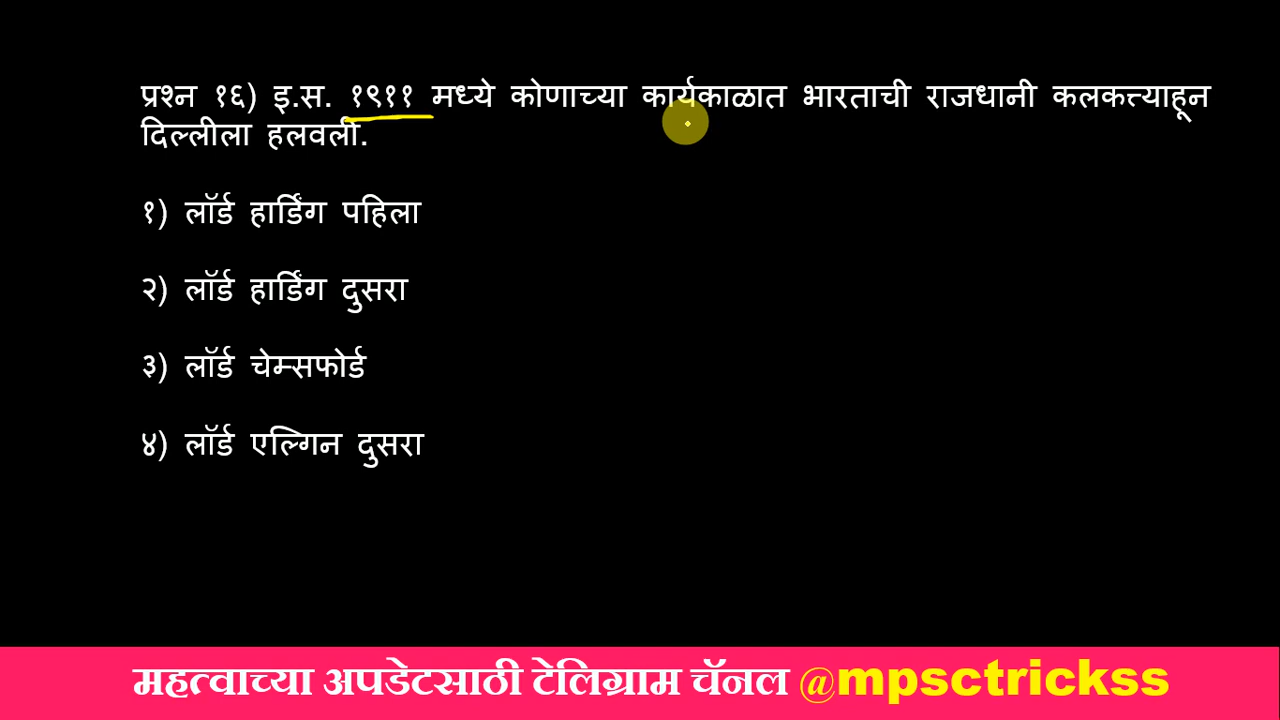 प्रश्न १६) इ.स. १९११ मध्ये कोणाच्या कार्यकाळात भारताची राजधानी कलकत्त्याहून
दिल्लीला हलवली.
१) लॉर्ड हार्डिंग पहिला
२) लॉर्ड हार्डिंग दुसरा
३) लॉर्ड चेम्सफोर्ड
४) लॉर्ड एल्गिन दुसरा
महत्वाच्या अपडेटसाठी टेलिग्राम चॅनल @mpsctrickss